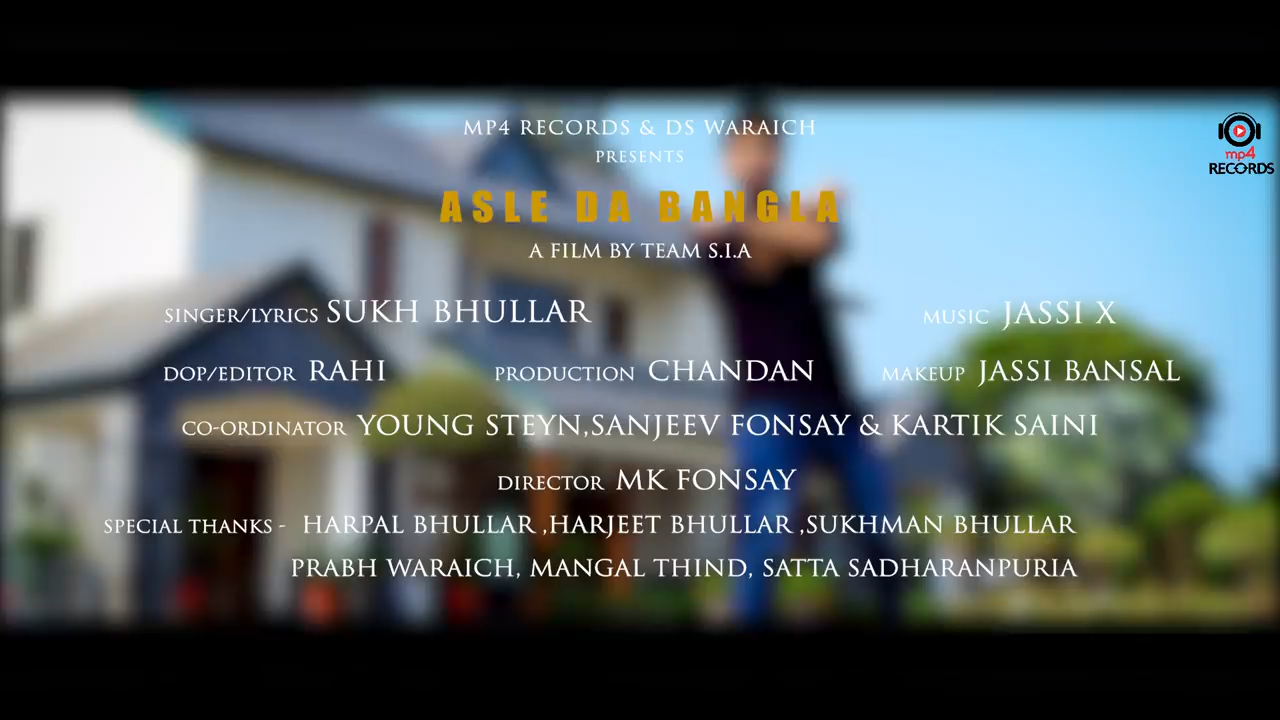 MP4 RECORDS & DS WARAICH
PRESENTS
mp4
RECORDS
ASLE DA BANGLA
A FILM BY TEAM S.I.A
SINGER/LYRICS SUKH BHULLAR MUSIC JASSI X
DOP/EDITOR RAHI PRODUCTION CHANDAN MAKEUP JASSI BANSAL
CO-ORDINATOR YOUNG STEYN,SANJEEV FONSAY & KARTIK SAINI
DIRECTOR MK FONSAY
SPECIAL THANKS - HARPAL BHULLAR ,HARJEET BHULLAR ,SUKHMAN BHULLAR
PRABH WARAICH, MANGAL THIND, SATTA SADHARANPURIA